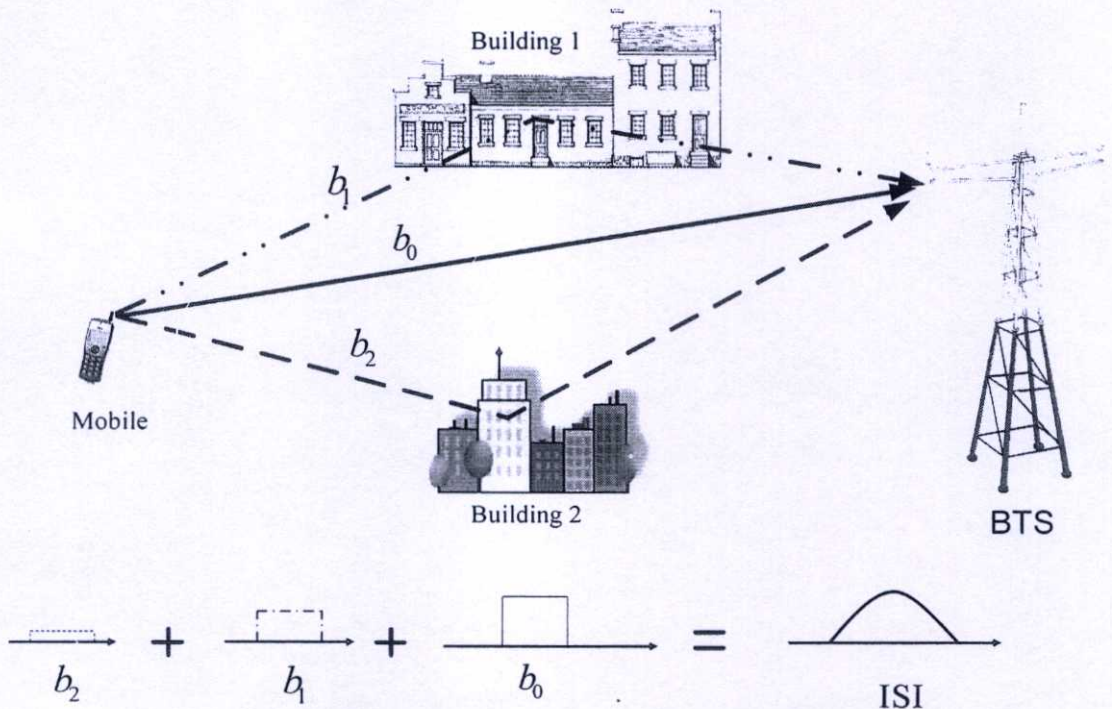 Building 1
b₁
b₀
b₂
Mobile
Building 2
BTS
+ + =
b₂ b₁ b₀ ISI